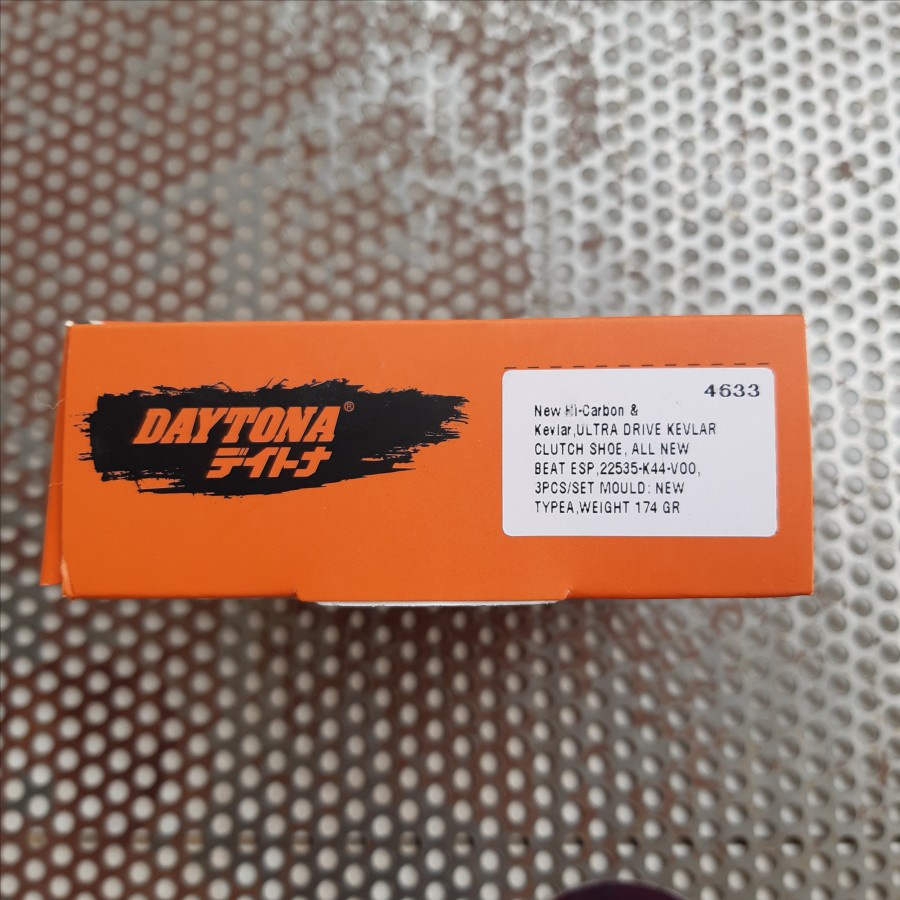 DAYTONA®
デイトナ
4633
New Hi-Carbon &
Kevlar,ULTRA DRIVE KEVLAR
CLUTCH SHOE, ALL NEW
BEAT ESP,22535-K44-V00,
3PCS/SET MOULD: NEW
TYPEA,WEIGHT 174 GR